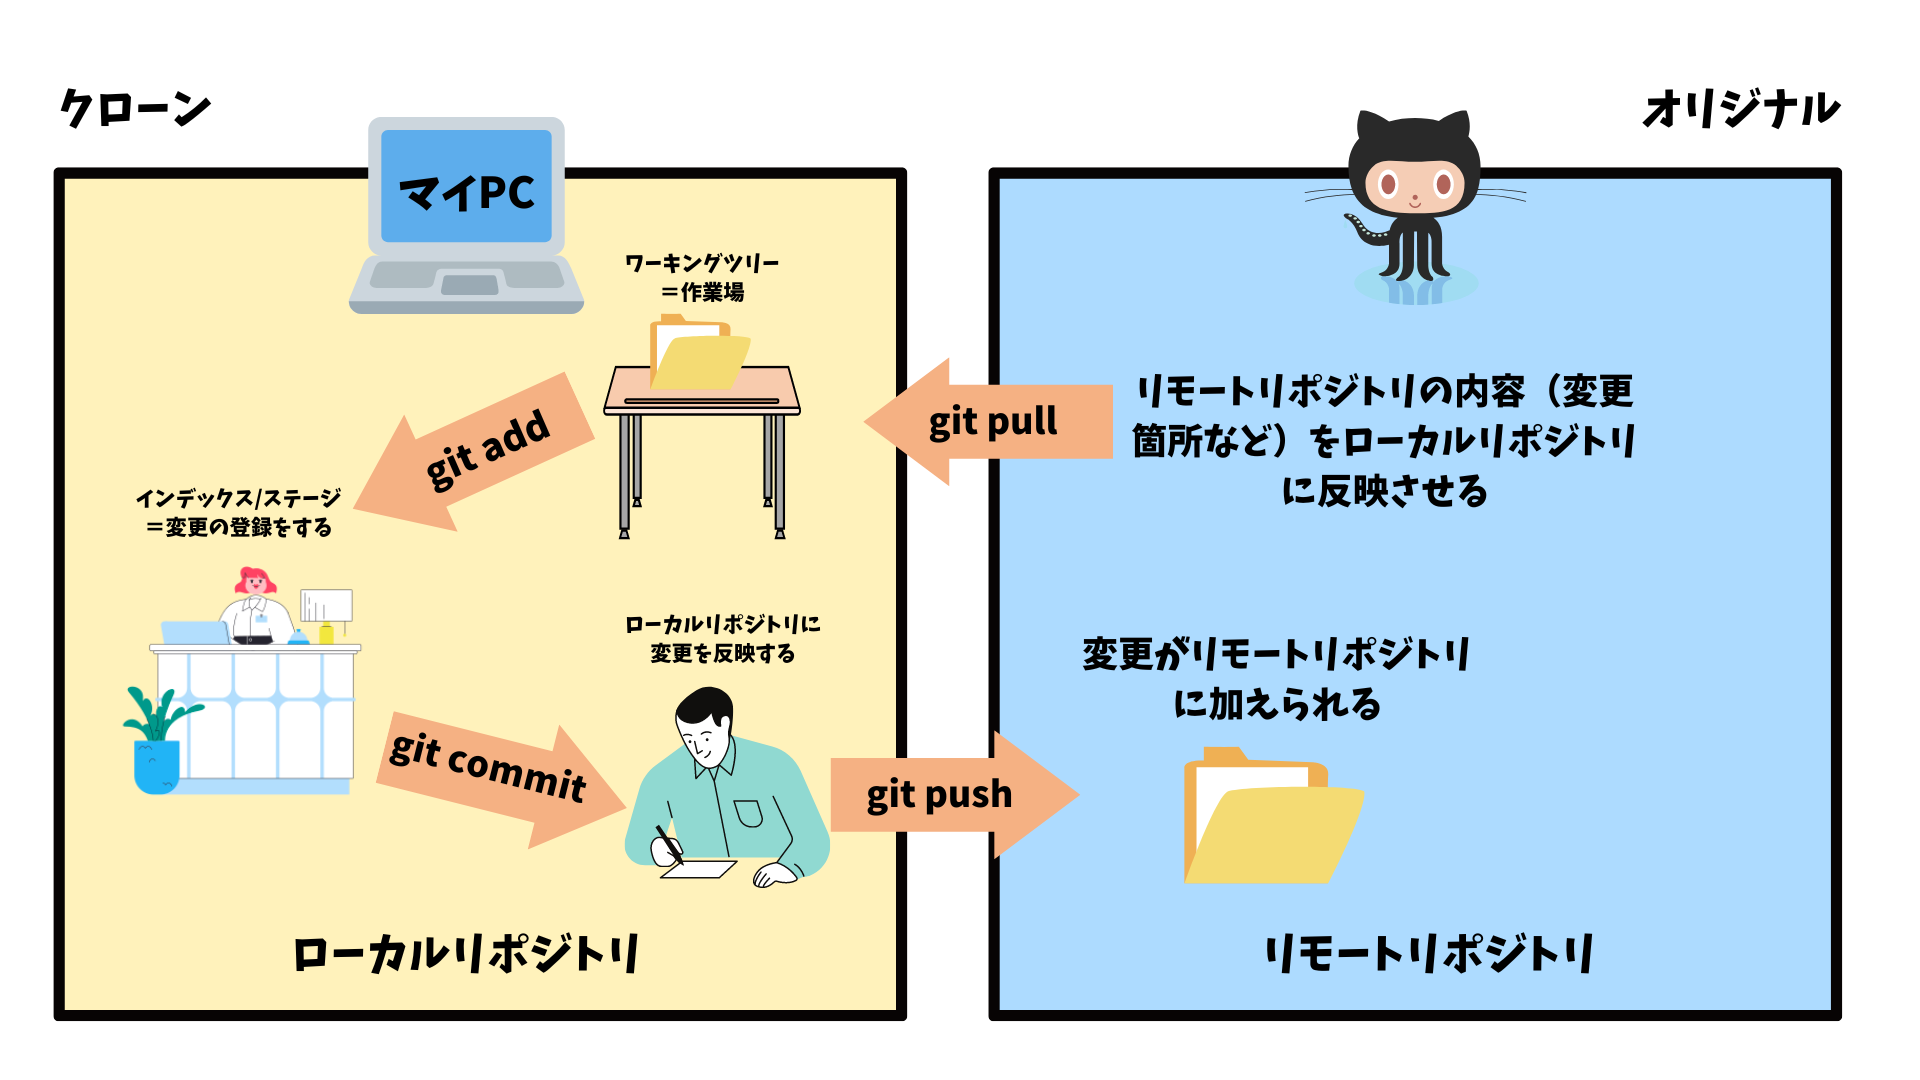 クローン
オリジナル
マイPC
ワーキングツリー
＝作業場
git add
インデックス/ステージ
＝変更の登録をする
git commit
ローカルリポジトリに
変更を反映する
ローカルリポジトリ
git pull
リモートリポジトリの内容（変更
箇所など）をローカルリポジトリ
に反映させる
git push
変更がリモートリポジトリ
に加えられる
リモートリポジトリ